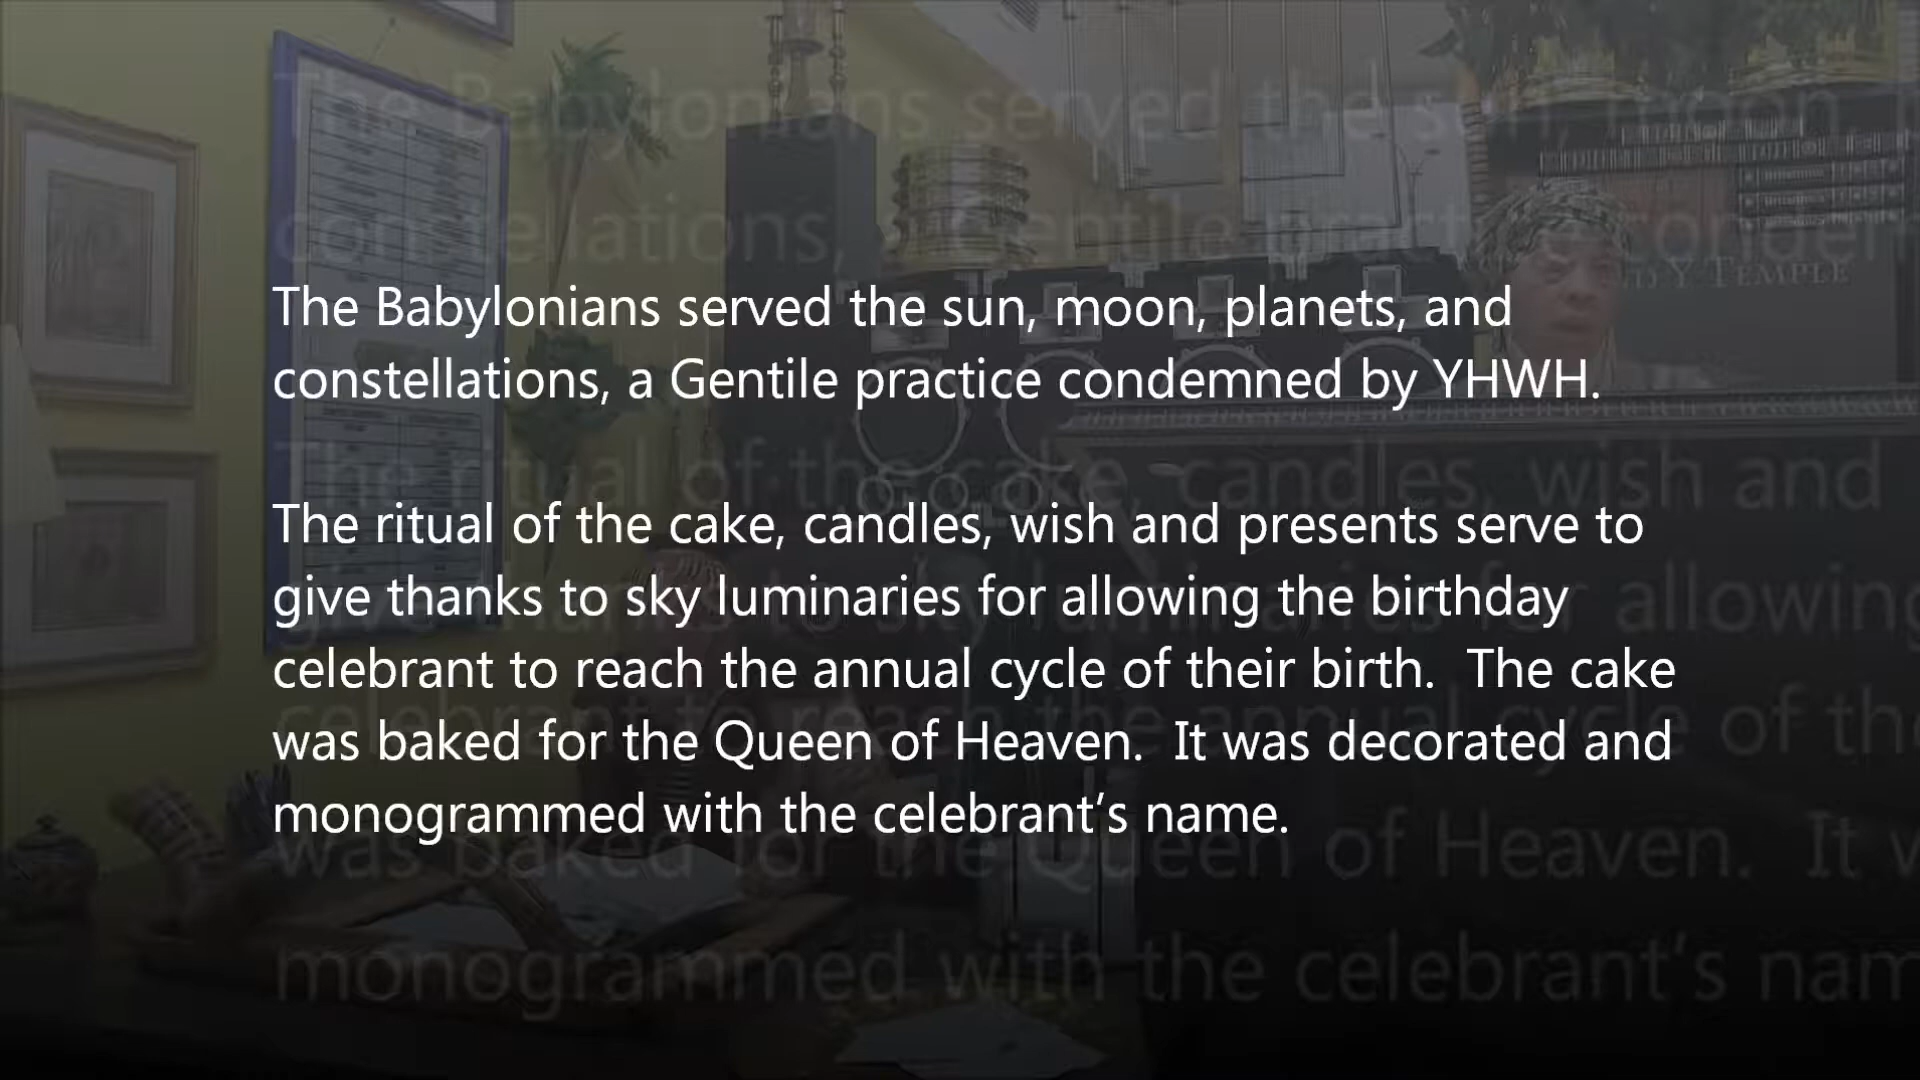 The Babylonians served the sun, moon, planets, and
constellations, a Gentile practice condemned by YHWH.
The ritual of the cake, candles, wish and presents serve to
give thanks to sky luminaries for allowing the birthday
celebrant to reach the annual cycle of their birth.  The cake
was baked for the Queen of Heaven.  It was decorated and
monogrammed with the celebrant’s name.
Y. TEMPLE